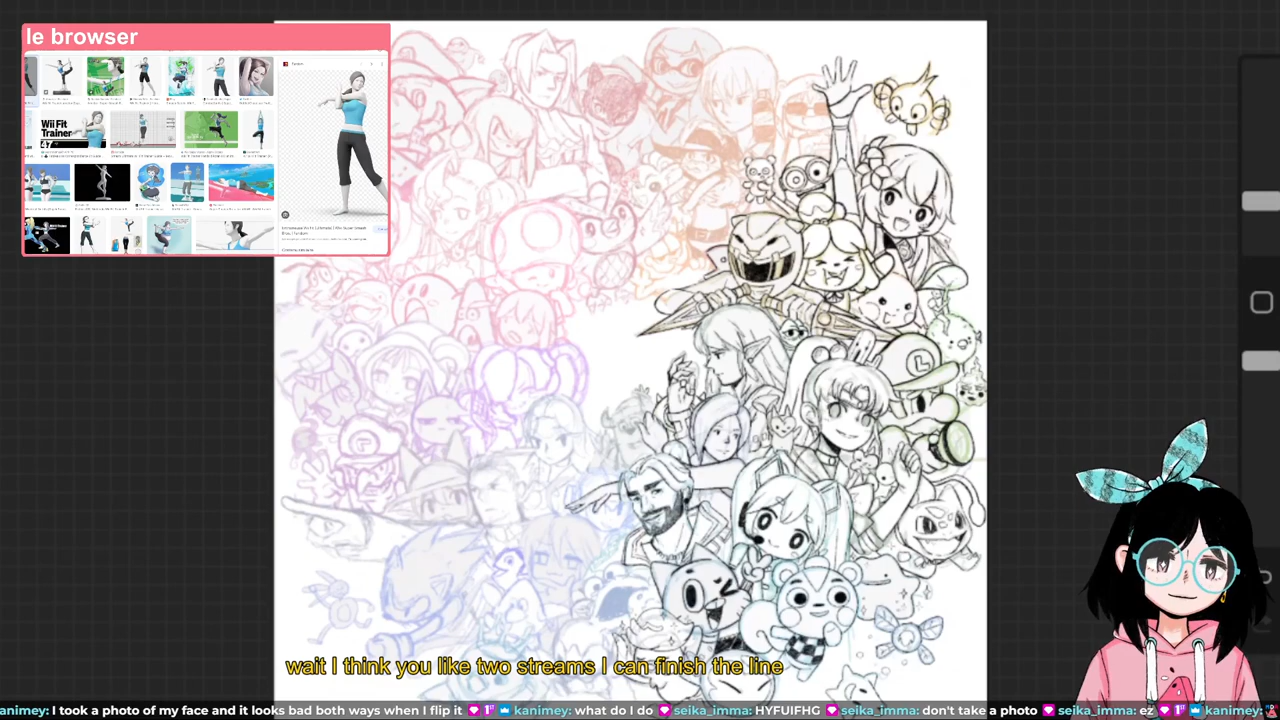 le browser
Wii Fit
Trainer
47
wait I think you like two streams I can finish the line
animey: I took a photo of my face and it looks bad both ways when I flip it kanimey: what do I do seika_imma: HYFUIFHG seika_imma: don't take a photo seika_imma: ez kanimey: